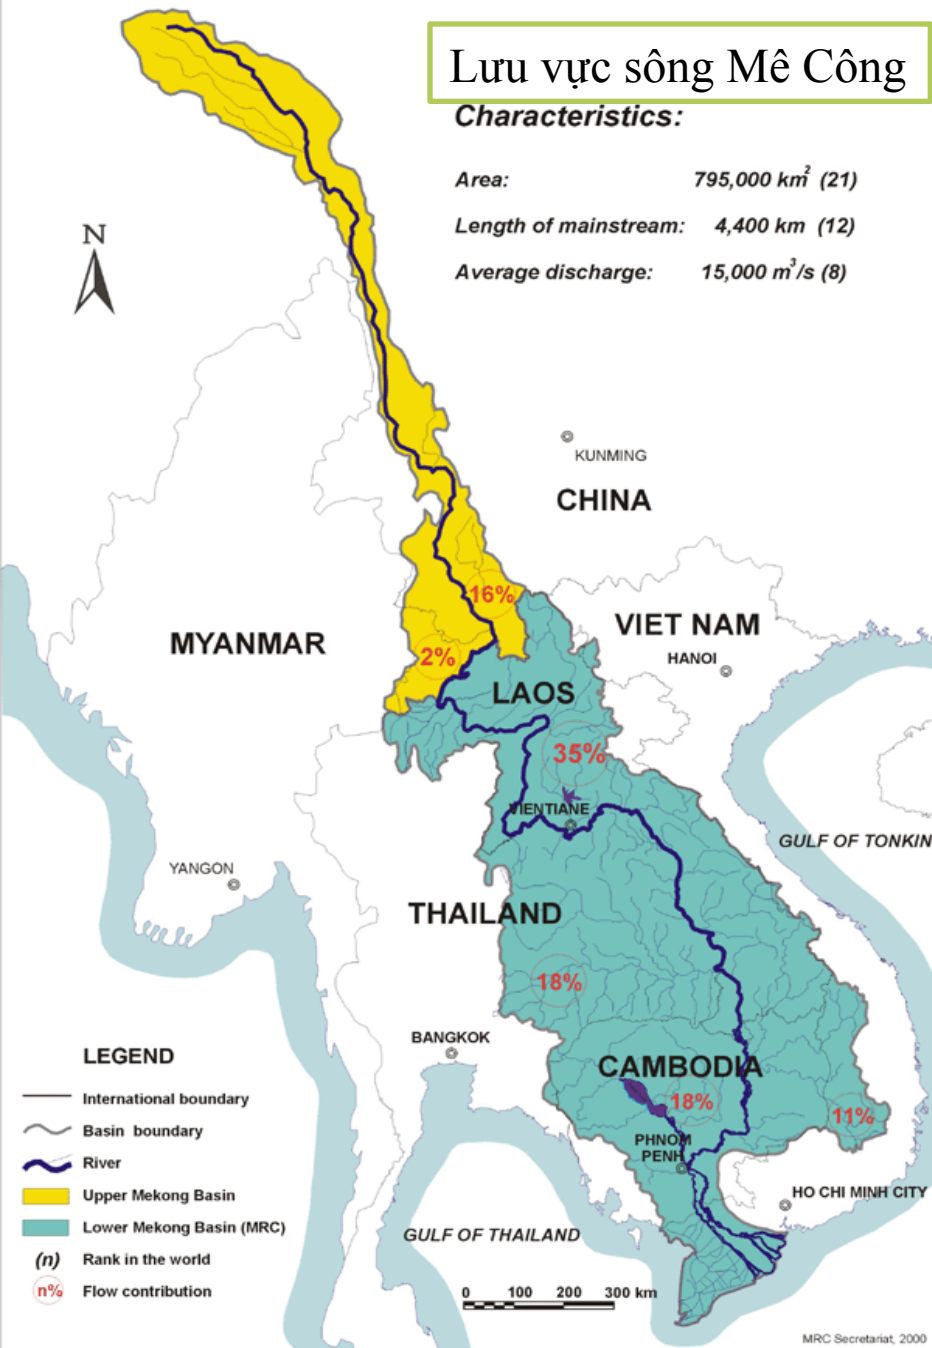 Lưu vực sông Mê Công
Characteristics:
Area: 795,000 km² (21)
Length of mainstream: 4,400 km (12)
Average discharge: 15,000 m³/s (8)
N
KUNMING
CHINA
16%
VIET NAM
MYANMAR
HANOI
2%
LAOS
35%
VIENTIANE
GULF OF TONKIN
YANGON
THAILAND
18%
BANGKOK
CAMBODIA
18%
11%
PHNOM
PENH
HO CHI MINH CITY
GULF OF THAILAND
LEGEND
International boundary
Basin boundary
River
Upper Mekong Basin
Lower Mekong Basin (MRC)
(n) Rank in the world
n% Flow contribution
0 100 200 300 km
MRC Secretariat, 2000